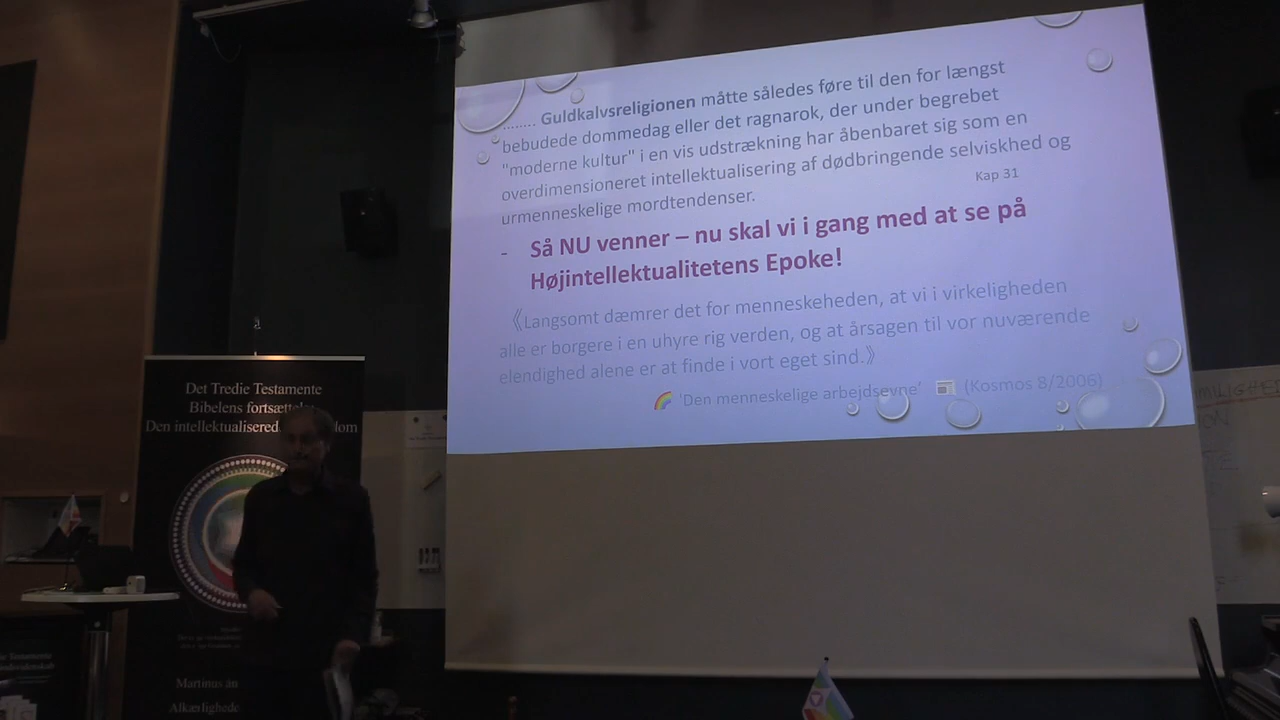 ........ Guldkalvsreligionen måtte således føre til den for længst
bebudede dommedag eller det ragnarok, der under begrebet
"moderne kultur" i en vis udstrækning har åbenbaret sig som en
overdimensioneret intellektualisering af dødbringende selviskhed og
urmenneskelige mordtendenser.
Kap 31
- Så NU venner – nu skal vi i gang med at se på
Højintellektualitetens Epoke!
《Langsomt dæmrer det for menneskeheden, at vi i virkeligheden
alle er borgere i en uhyre rig verden, og at årsagen til vor nuværende
elendighed alene er at finde i vort eget sind.》
'Den menneskelige arbejdsevne' (Kosmos 8/2006)
Det Tredie Testamente
Bibelens
Den
Martinus ån
Alkærlighede